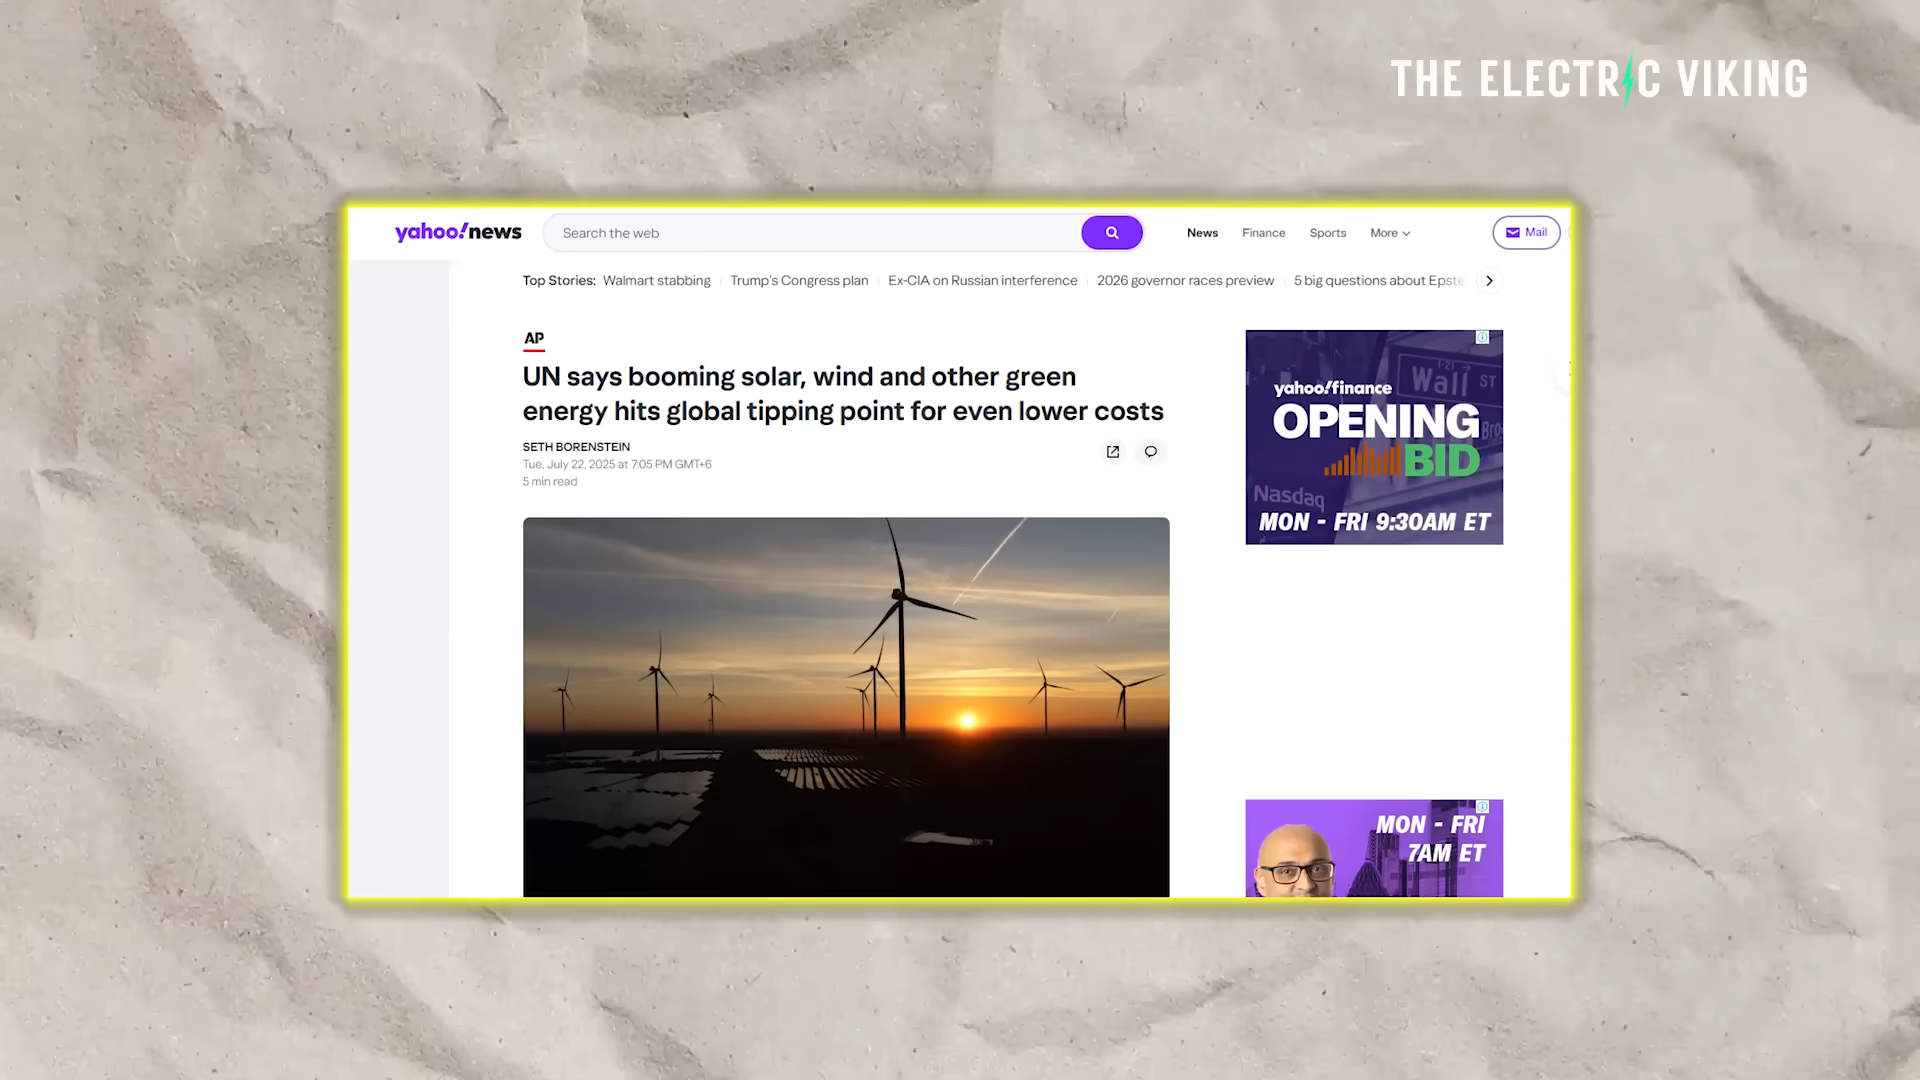 THE ELECTRIC VIKING
yahoo!news
Search the web
News
Finance
Sports
More
Mail
Top Stories:
Walmart stabbing
Trump's Congress plan
Ex-CIA on Russian interference
2026 governor races preview
5 big questions about Epste
AP
UN says booming solar, wind and other green
energy hits global tipping point for even lower costs
SETH BORENSTEIN
Tue, July 22, 2025 at 7:05 PM GMT+6
5 min read
Wall ST
yahoo!finance
OPENING
BID
Nasdaq
MON - FRI 9:30AM ET
MON - FRI
7AM ET